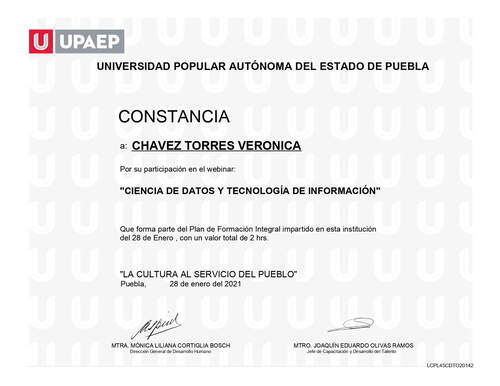 UPAEP
UNIVERSIDAD POPULAR AUTÓNOMA DEL ESTADO DE PUEBLA
CONSTANCIA
a: CHAVEZ TORRES VERONICA
Por su participación en el webinar:
"CIENCIA DE DATOS Y TECNOLOGÍA DE INFORMACIÓN"
Que forma parte del Plan de Formación Integral impartido en esta institución
del 28 de Enero , con un valor total de 2 hrs.
"LA CULTURA AL SERVICIO DEL PUEBLO"
Puebla, 28 de enero del 2021
MTRA. MÓNICA LILIANA CORTIGLIA BOSCH
Dirección General de Desarrollo Humano
MTRO. JOAQUÍN EDUARDO OLIVAS RAMOS
Jefe de Capacitación y Desarrollo del Talento
LCPL45CDTO20142